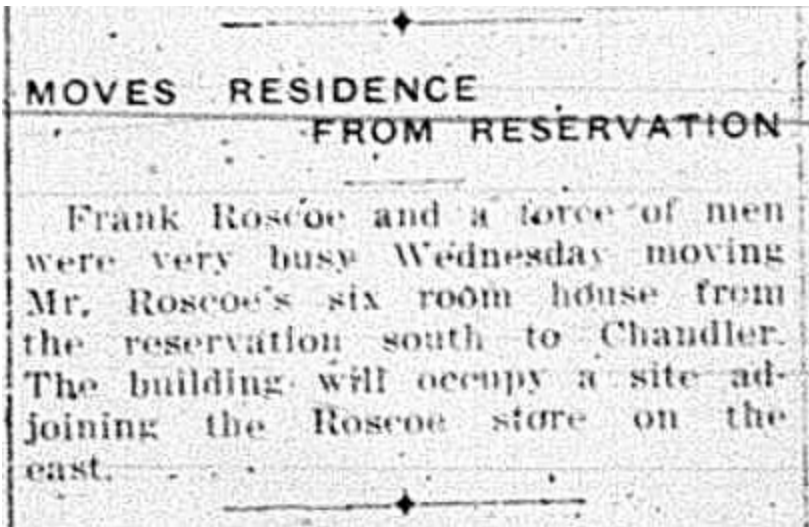 MOVES RESIDENCE
FROM RESERVATION
Frank Roscoe and a force of men
were very busy Wednesday moving
Mr. Roscoe's six room house from
the reservation south to Chandler.
The building will occupy a site ad-
joining the Roscoe store on the
east.